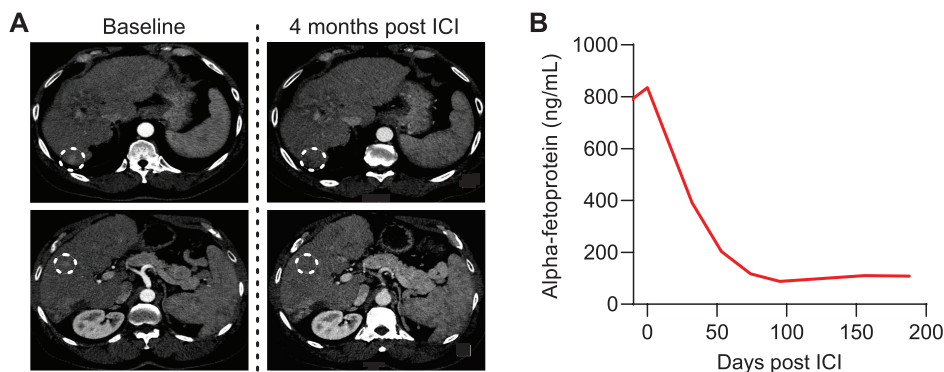 A
Baseline
4 months post ICI
B
Alpha-fetoprotein (ng/mL)
1000
800
600
400
200
0
0
50
100
150
200
Days post ICI